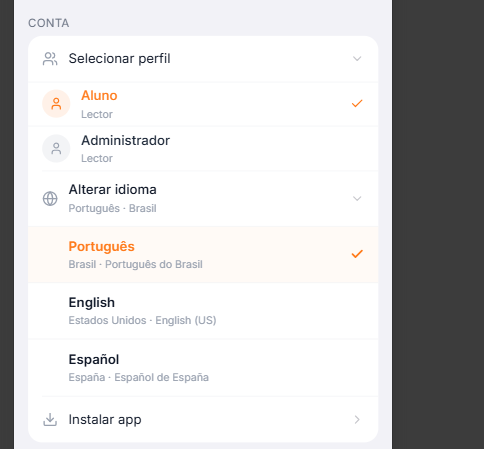 CONTA
Selecionar perfil
Aluno
Lector
Administrador
Lector
Alterar idioma
Português · Brasil
Português
Brasil · Português do Brasil
English
Estados Unidos · English (US)
Español
España · Español de España
Instalar app